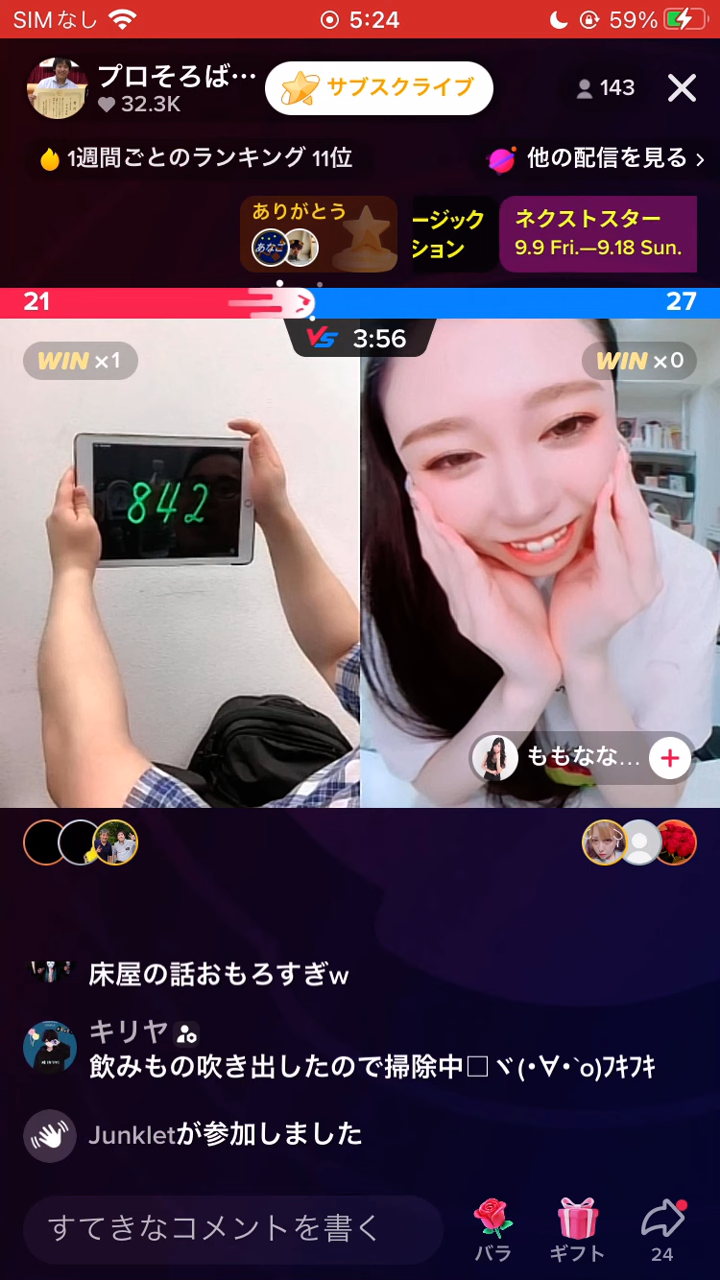 SIMなし 5:24 59%
プロそろば… サブスクライブ 143
32.3K
1週間ごとのランキング 11位 他の配信を見る
ありがとう
あなご
ージック
ション
ネクストスター
9.9 Fri.—9.18 Sun.
21 27
VS 3:56
WIN ×1 WIN ×0
842
ももなな…
床屋の話おもろすぎw
キリヤ
飲みもの吹き出したので掃除中□ヾ(・∀・`o)フキフキ
Junkletが参加しました
すてきなコメントを書く
バラ ギフト 24